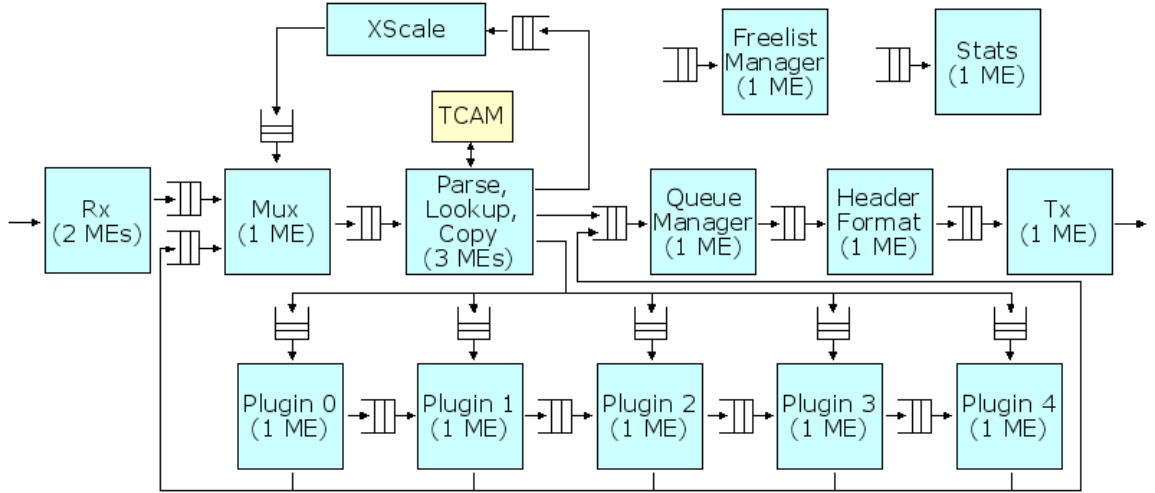 XScale
Freelist
Manager
(1 ME)
Stats
(1 ME)
TCAM
Rx
(2 MEs)
Mux
(1 ME)
Parse,
Lookup,
Copy
(3 MEs)
Queue
Manager
(1 ME)
Header
Format
(1 ME)
Tx
(1 ME)
Plugin 0
(1 ME)
Plugin 1
(1 ME)
Plugin 2
(1 ME)
Plugin 3
(1 ME)
Plugin 4
(1 ME)